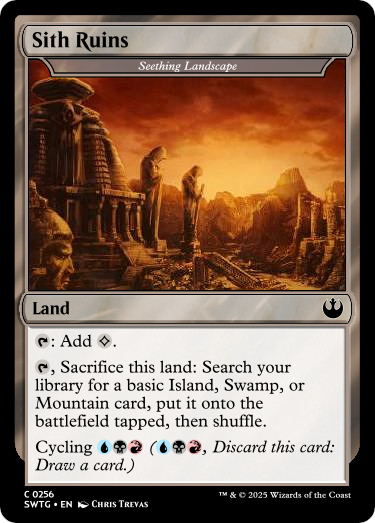 Sith Ruins
Seething Landscape
Land
: Add .
, Sacrifice this land: Search your
library for a basic Island, Swamp, or
Mountain card, put it onto the
battlefield tapped, then shuffle.
Cycling (, Discard this card:
Draw a card.)
C 0256
SWTG • EN Chris Trevas
™ & © 2025 Wizards of the Coast